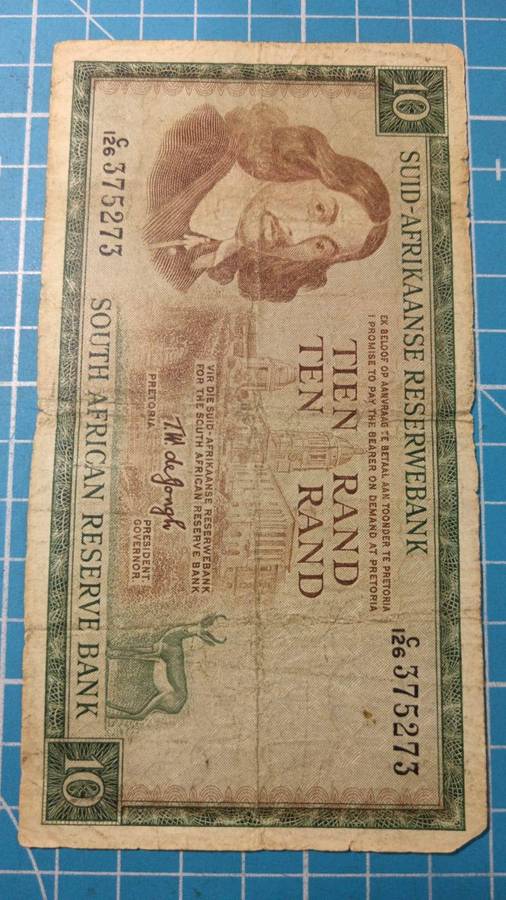 10
SUID-AFRIKAANSE RESERWEBANK
EK BELOOF OP AANVRAAG TE BETAAL AAN TOONDER TE PRETORIA
I PROMISE TO PAY THE BEARER ON DEMAND AT PRETORIA
C
126 375273
TIEN RAND
TEN RAND
VIR DIE SUID-AFRIKAANSE RESERWEBANK
FOR THE SOUTH AFRICAN RESERVE BANK
T.W. de Jongh
PRETORIA
PRESIDENT.
GOVERNOR.
C
126 375273
SOUTH AFRICAN RESERVE BANK
10